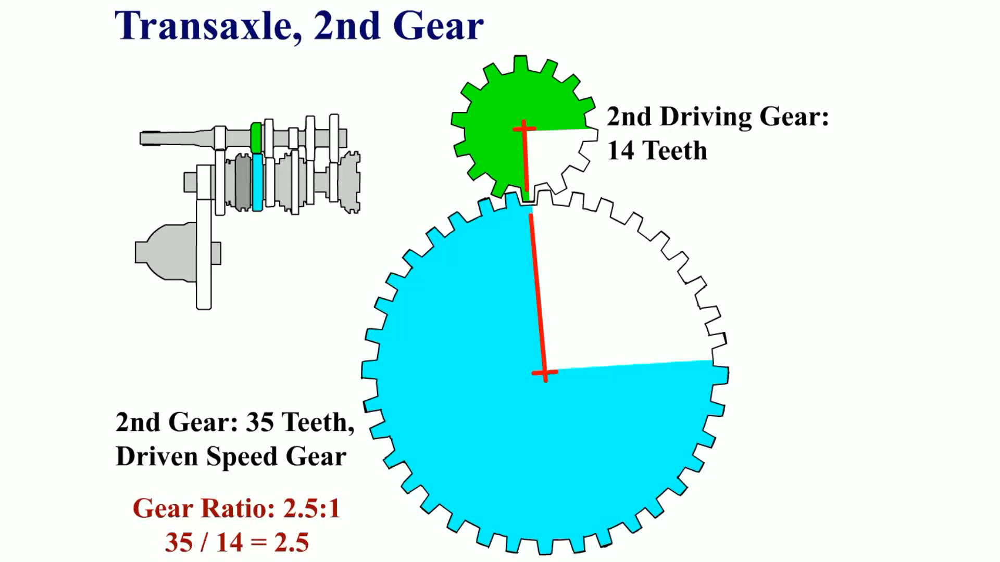 Transaxle, 2nd Gear
2nd Driving Gear:
14 Teeth
2nd Gear: 35 Teeth,
Driven Speed Gear
Gear Ratio: 2.5:1
35 / 14 = 2.5